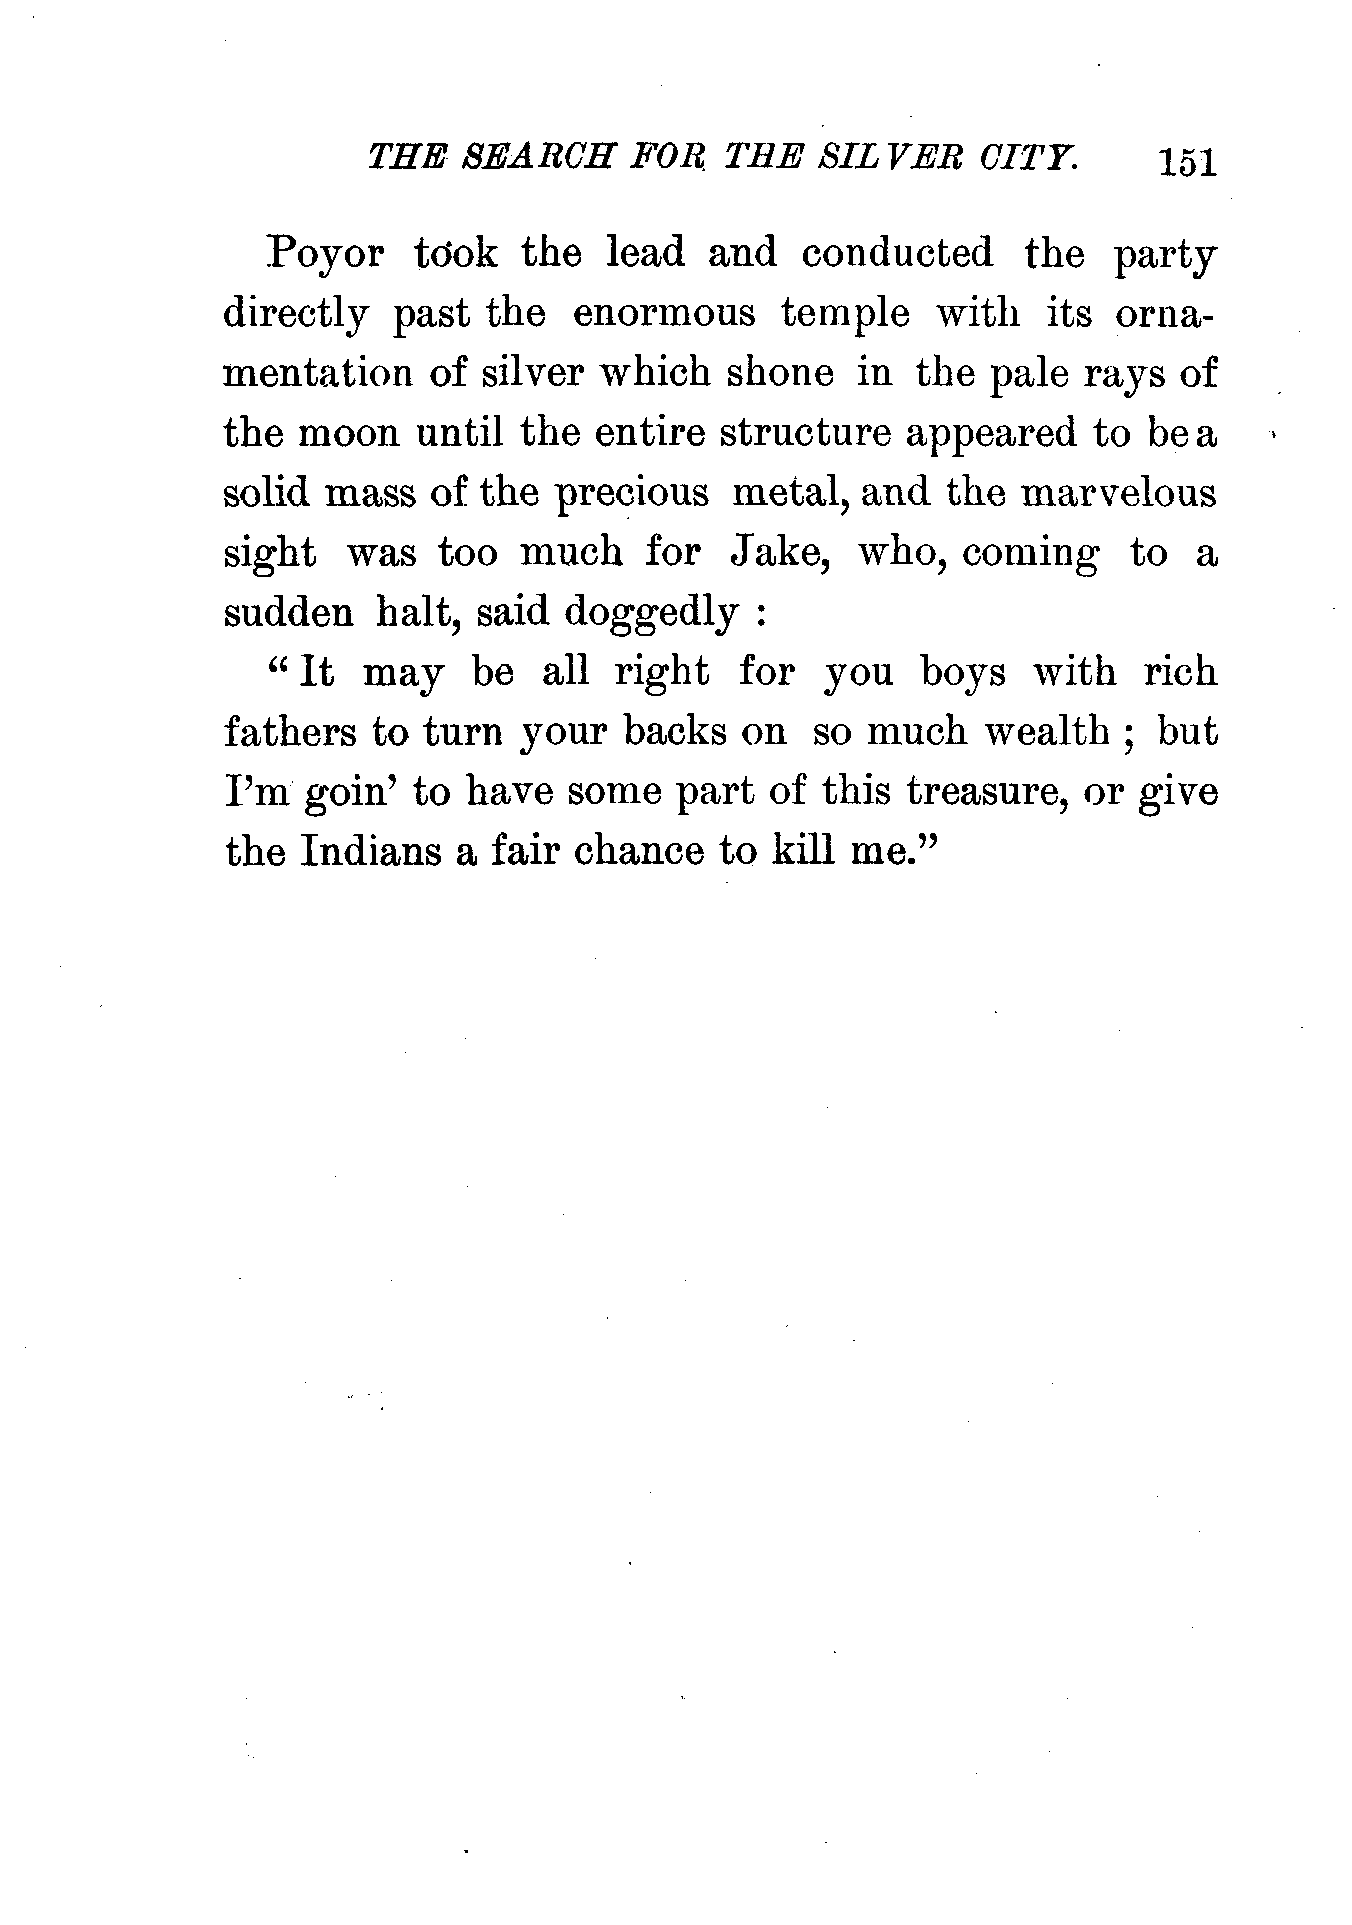 THE SEARCH FOR THE SILVER CITY. 151
Poyor took the lead and conducted the party
directly past the enormous temple with its orna-
mentation of silver which shone in the pale rays of
the moon until the entire structure appeared to be a
solid mass of the precious metal, and the marvelous
sight was too much for Jake, who, coming to a
sudden halt, said doggedly :
“ It may be all right for you boys with rich
fathers to turn your backs on so much wealth ; but
I’m goin’ to have some part of this treasure, or give
the Indians a fair chance to kill me.”